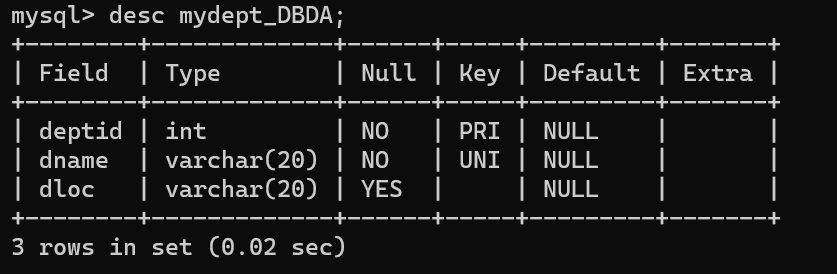 mysql> desc mydept_DBDA;
+---------+-------------+------+-----+---------+-------+
| Field   | Type        | Null | Key | Default | Extra |
+---------+-------------+------+-----+---------+-------+
| deptid | int         | NO   | PRI | NULL    |       |
| dname  | varchar(20) | NO   | UNI | NULL    |       |
| dloc   | varchar(20) | YES  |     | NULL    |       |
+---------+-------------+------+-----+---------+-------+
3 rows in set (0.02 sec)